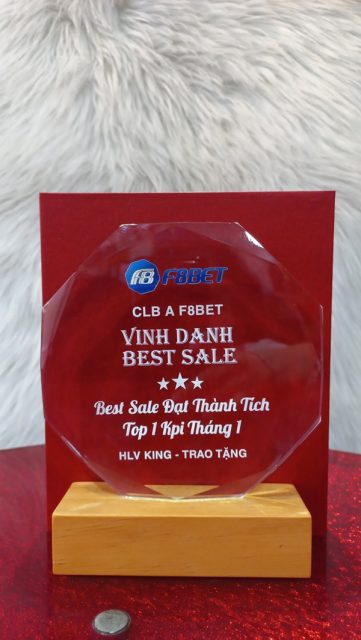 F8BET
CLB A F8BET
VINH DANH
BEST SALE
Best Sale Đạt Thành Tích
Top 1 Kpi Tháng 1
HLV KING - TRAO TẶNG